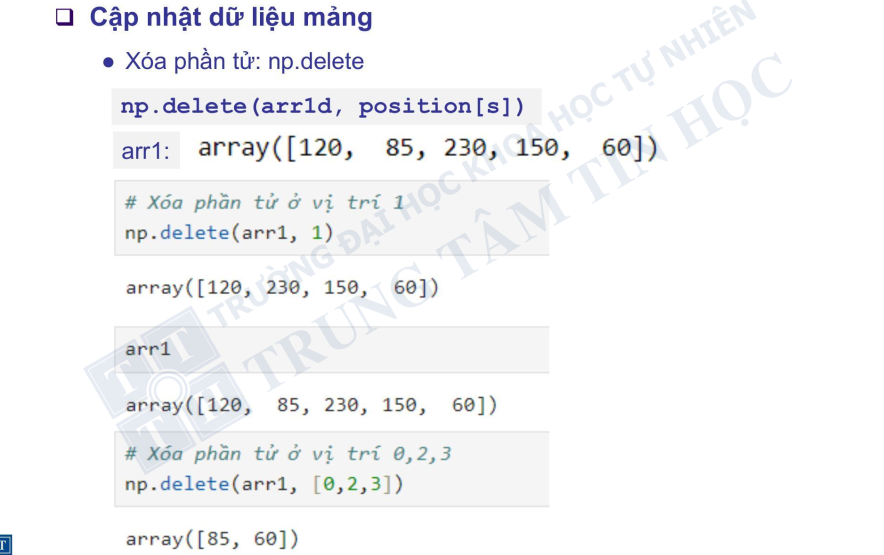 ❑ Cập nhật dữ liệu mảng
● Xóa phần tử: np.delete
np.delete(arr1d, position[s])
arr1: array([120,  85, 230, 150,  60])
# Xóa phần tử ở vị trí 1
np.delete(arr1, 1)
array([120, 230, 150,  60])
arr1
array([120,  85, 230, 150,  60])
# Xóa phần tử ở vị trí 0,2,3
np.delete(arr1, [0,2,3])
array([85, 60])
TRƯỜNG ĐẠI HỌC KHOA HỌC TỰ NHIÊN
TRUNG TÂM TIN HỌC
T T
T H
T